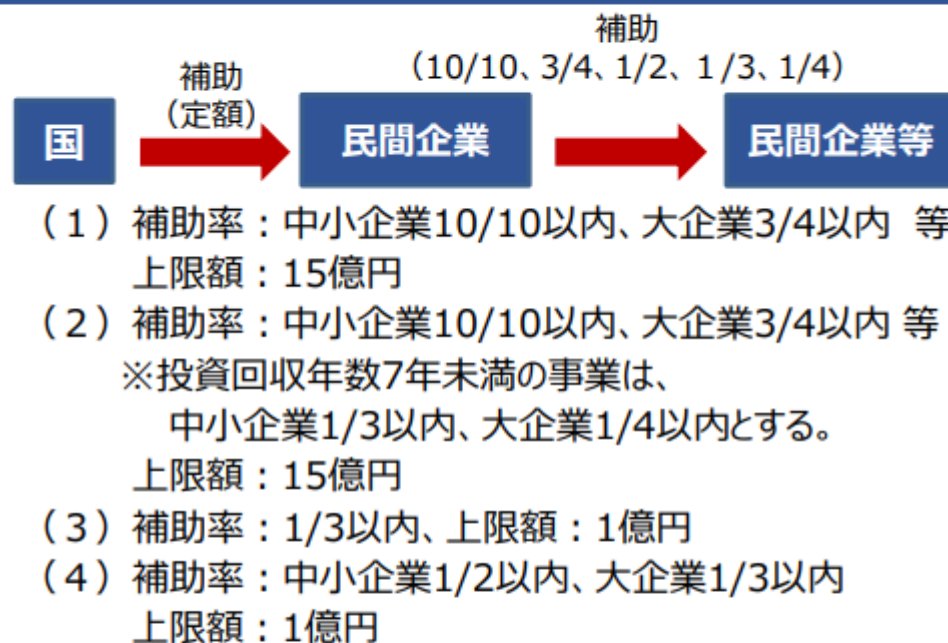 補助
（10/10、3/4、1/2、1/3、1/4）
補助
（定額）
国
民間企業
民間企業等
（１）補助率：中小企業10/10以内、大企業3/4以内 等
上限額：15億円
（２）補助率：中小企業10/10以内、大企業3/4以内 等
※投資回収年数7年未満の事業は、
中小企業1/3以内、大企業1/4以内とする。
上限額：15億円
（３）補助率：1/3以内、上限額：1億円
（４）補助率：中小企業1/2以内、大企業1/3以内
上限額：1億円